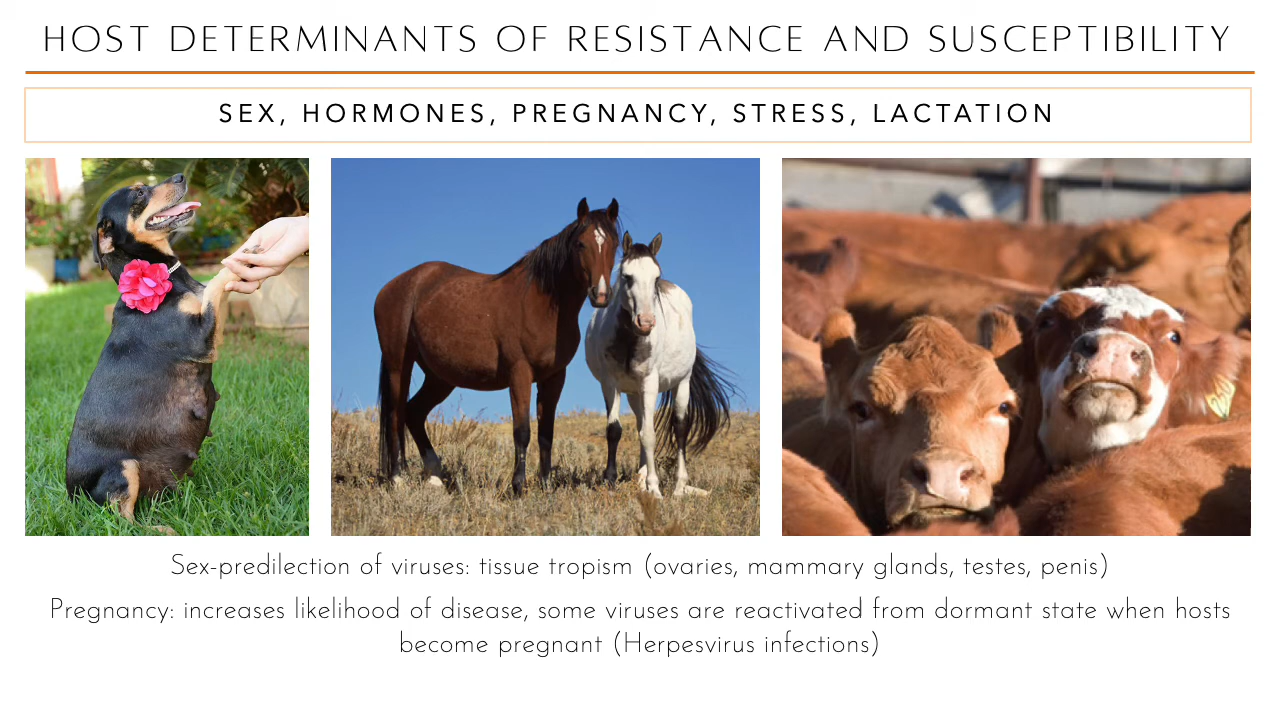 HOST DETERMINANTS OF RESISTANCE AND SUSCEPTIBILITY
SEX, HORMONES, PREGNANCY, STRESS, LACTATION
Sex-predilection of viruses: tissue tropism (ovaries, mammary glands, testes, penis)
Pregnancy: increases likelihood of disease, some viruses are reactivated from dormant state when hosts
become pregnant (Herpesvirus infections)